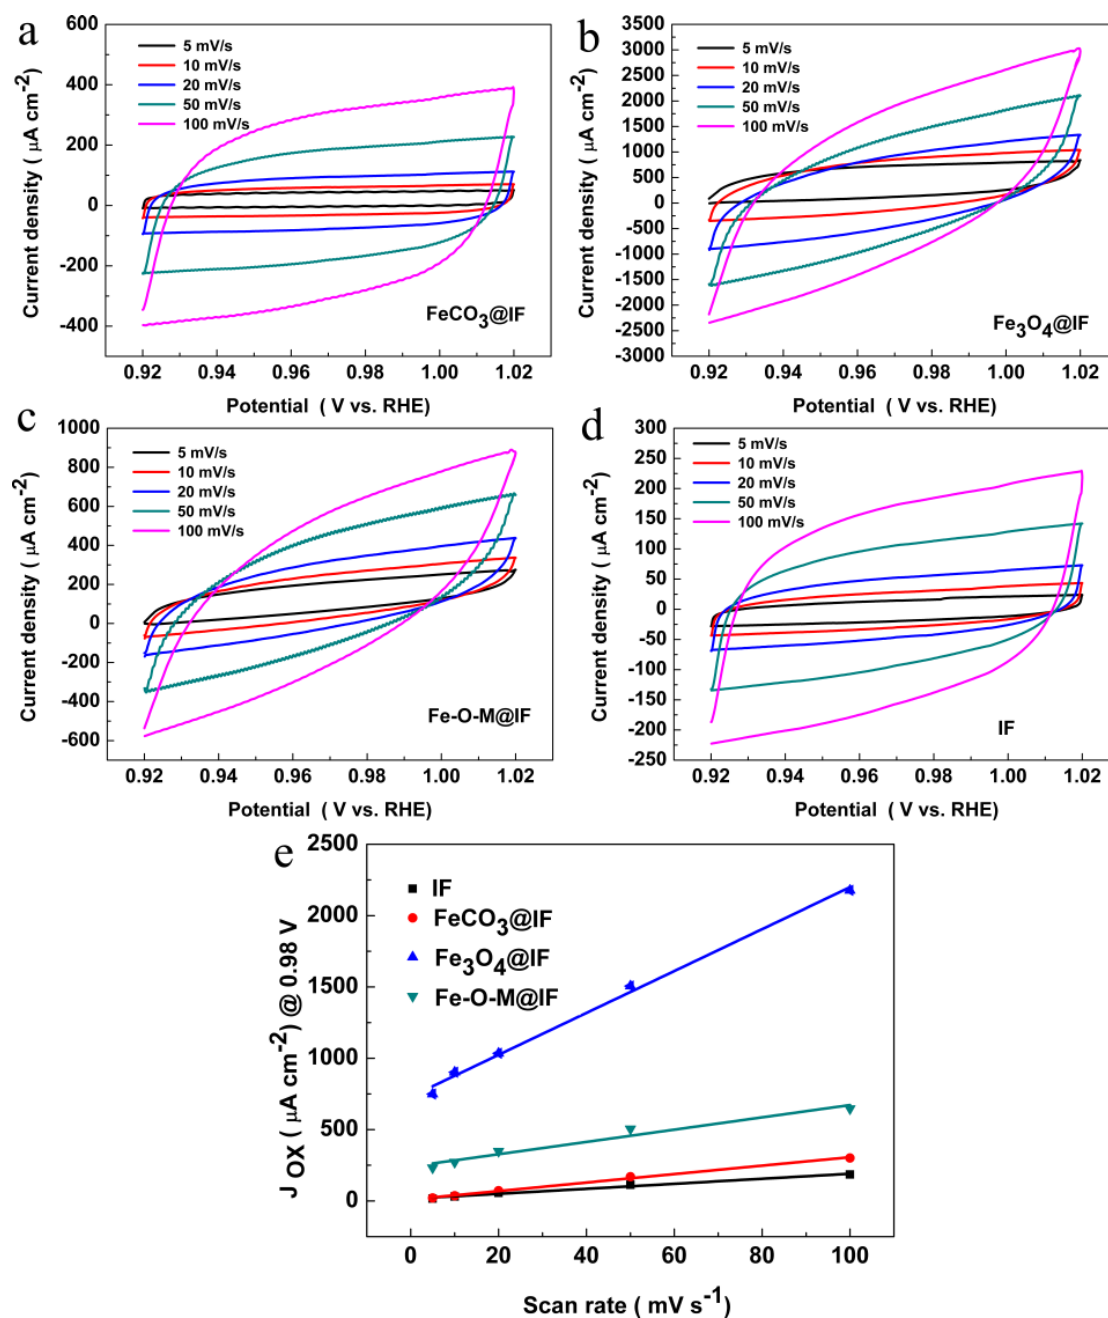 a
Current density ( μA cm-2)
600
400
200
0
-200
-400
5 mV/s
10 mV/s
20 mV/s
50 mV/s
100 mV/s
FeCO3@IF
0.92 0.94 0.96 0.98 1.00 1.02
Potential ( V vs. RHE)
b
Current density ( μA cm-2)
3500
3000
2500
2000
1500
1000
500
0
-500
-1000
-1500
-2000
-2500
-3000
5 mV/s
10 mV/s
20 mV/s
50 mV/s
100 mV/s
Fe3O4@IF
0.92 0.94 0.96 0.98 1.00 1.02
Potential ( V vs. RHE)
c
Current density ( μA cm-2)
1000
800
600
400
200
0
-200
-400
-600
5 mV/s
10 mV/s
20 mV/s
50 mV/s
100 mV/s
Fe-O-M@IF
0.92 0.94 0.96 0.98 1.00 1.02
Potential ( V vs. RHE)
d
Current density ( μA cm-2)
300
250
200
150
100
50
0
-50
-100
-150
-200
-250
5 mV/s
10 mV/s
20 mV/s
50 mV/s
100 mV/s
IF
0.92 0.94 0.96 0.98 1.00 1.02
Potential ( V vs. RHE)
e
J OX ( μA cm-2) @ 0.98 V
2500
2000
1500
1000
500
0
IF
FeCO3@IF
Fe3O4@IF
Fe-O-M@IF
0 20 40 60 80 100
Scan rate ( mV s-1)